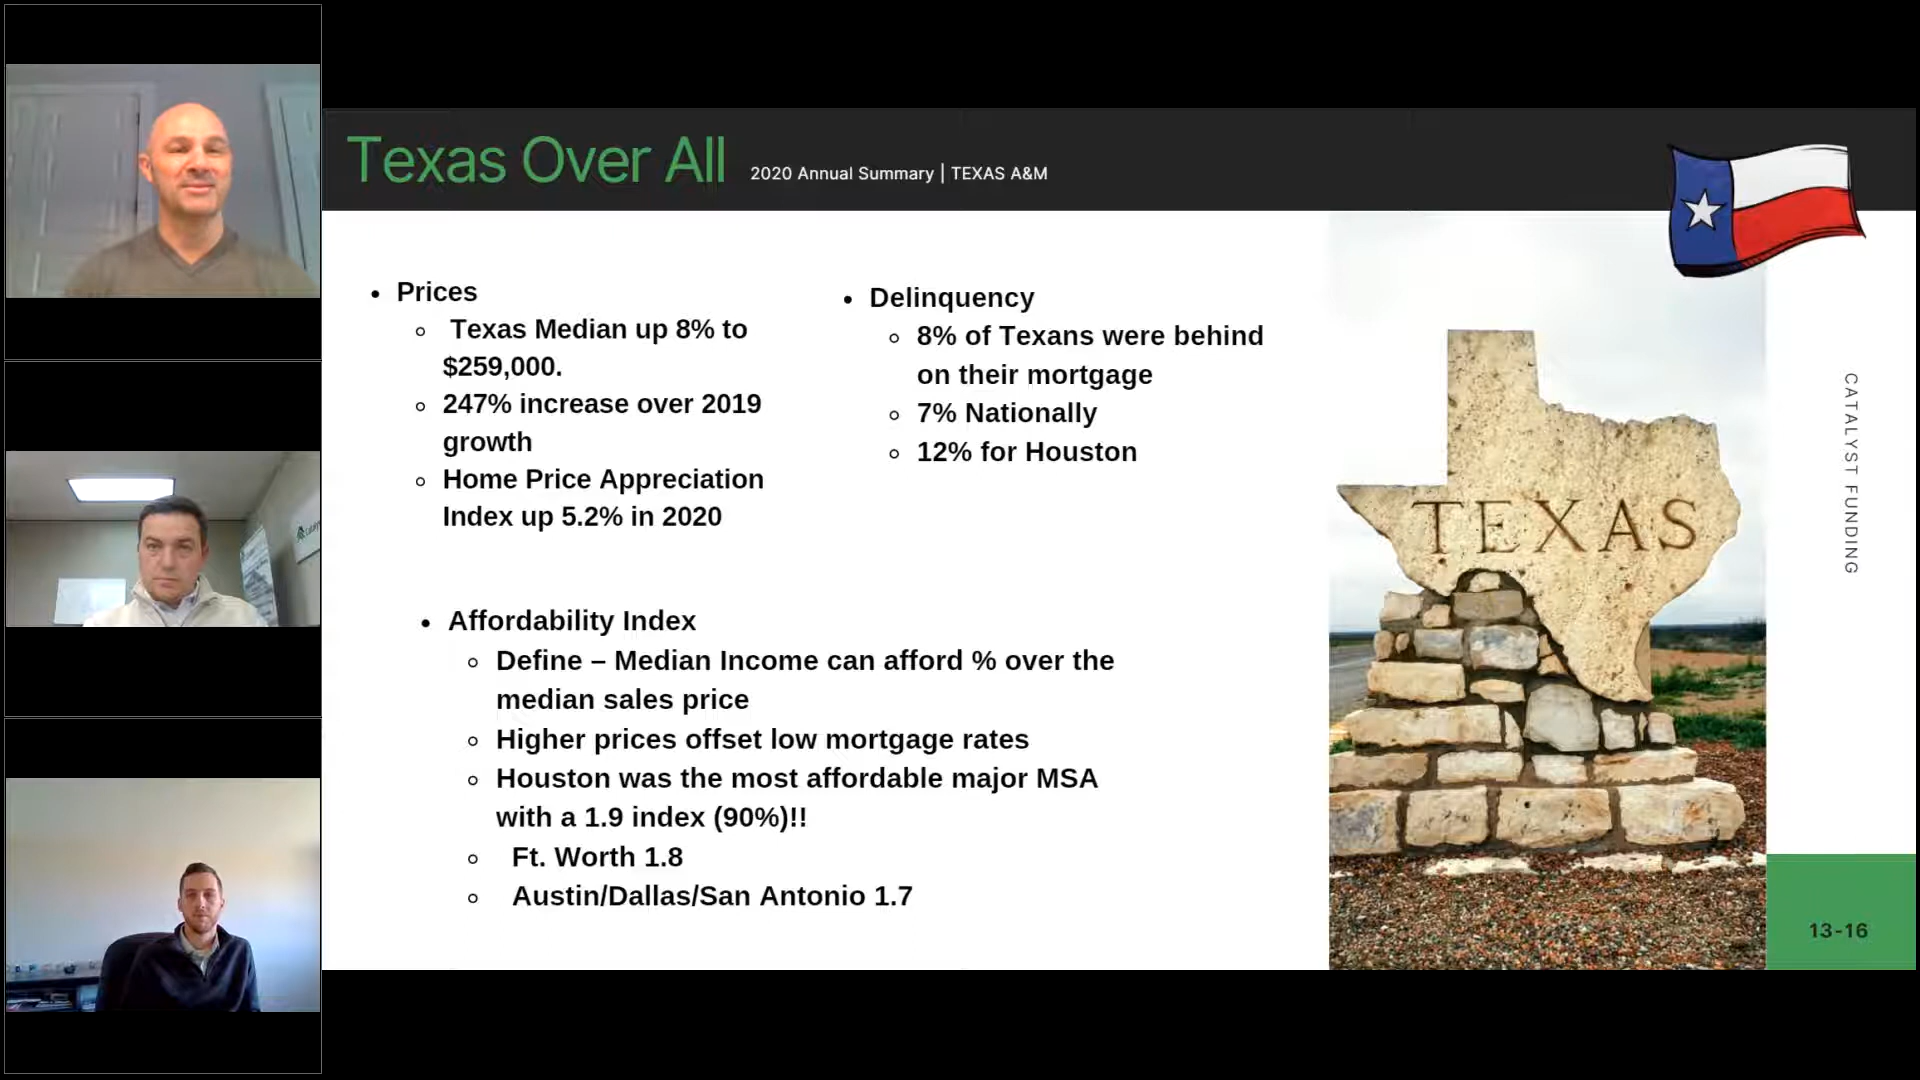 Texas Over All
2020 Annual Summary | TEXAS A&M
• Prices
◦ Texas Median up 8% to
$259,000.
◦ 247% increase over 2019
growth
◦ Home Price Appreciation
Index up 5.2% in 2020
• Delinquency
◦ 8% of Texans were behind
on their mortgage
◦ 7% Nationally
◦ 12% for Houston
• Affordability Index
◦ Define – Median Income can afford % over the
median sales price
◦ Higher prices offset low mortgage rates
◦ Houston was the most affordable major MSA
with a 1.9 index (90%)!!
◦ Ft. Worth 1.8
◦ Austin/Dallas/San Antonio 1.7
TEXAS
CATALYST FUNDING
13-16